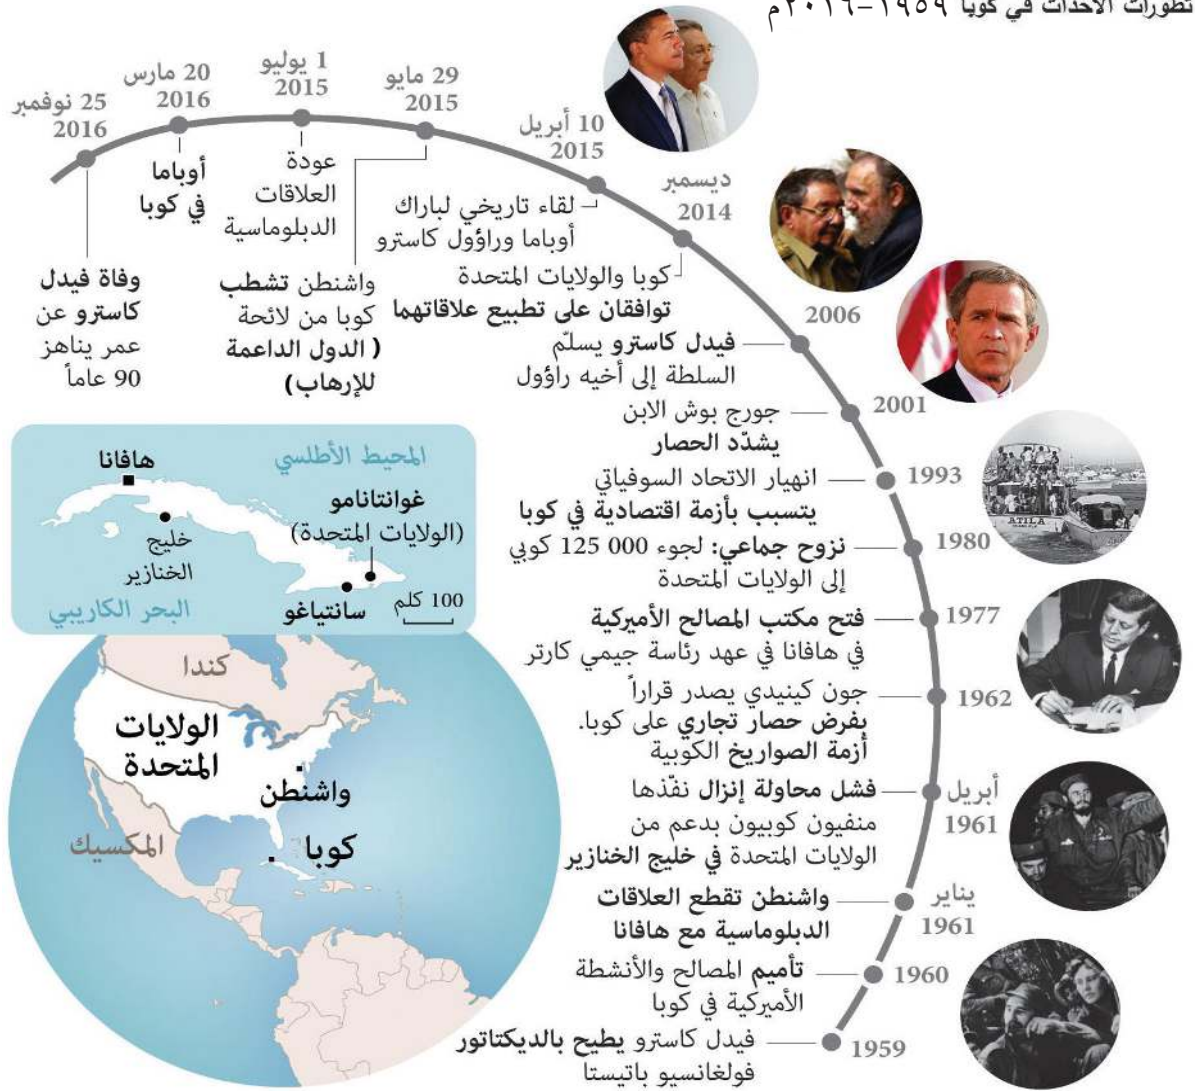 تطورات الأحداث في كوبا ١٩٥٩-٢٠١٦م
25 نوفمبر
2016
وفاة فيدل
كاسترو عن
عمر يناهز
90 عاماً
20 مارس
2016
أوباما
في كوبا
1 يوليو
2015
عودة
العلاقات
الدبلوماسية
29 مايو
2015
واشنطن تشطب
كوبا من لائحة
( الدول الداعمة
للإرهاب)
10 أبريل
2015
لقاء تاريخي لباراك
أوباما وراؤول كاسترو
ديسمبر
2014
كوبا والولايات المتحدة
توافقان على تطبيع علاقاتهما
2006
فيدل كاسترو يسلّم
السلطة إلى أخيه راؤول
2001
جورج بوش الابن
يشدّد الحصار
1993
انهيار الاتحاد السوفياتي
يتسبب بأزمة اقتصادية في كوبا
1980
نزوح جماعي: لجوء 000 125 كوبي
إلى الولايات المتحدة
ATILA
1977
فتح مكتب المصالح الأميركية
في هافانا في عهد رئاسة جيمي كارتر
1962
جون كينيدي يصدر قراراً
بفرض حصار تجاري على كوبا.
أزمة الصواريخ الكوبية
أبريل
1961
فشل محاولة إنزال نفّذها
منفيون كوبيون بدعم من
الولايات المتحدة في خليج الخنازير
يناير
1961
واشنطن تقطع العلاقات
الدبلوماسية مع هافانا
1960
تأميم المصالح والأنشطة
الأميركية في كوبا
1959
فيدل كاسترو يطيح بالديكتاتور
فولغانسيو باتيستا
المحيط الأطلسي
هافانا
غوانتانامو
(الولايات المتحدة)
خليج
الخنازير
البحر الكاريبي
سانتياغو
100 كلم
كندا
الولايات
المتحدة
واشنطن
المكسيك
كوبا